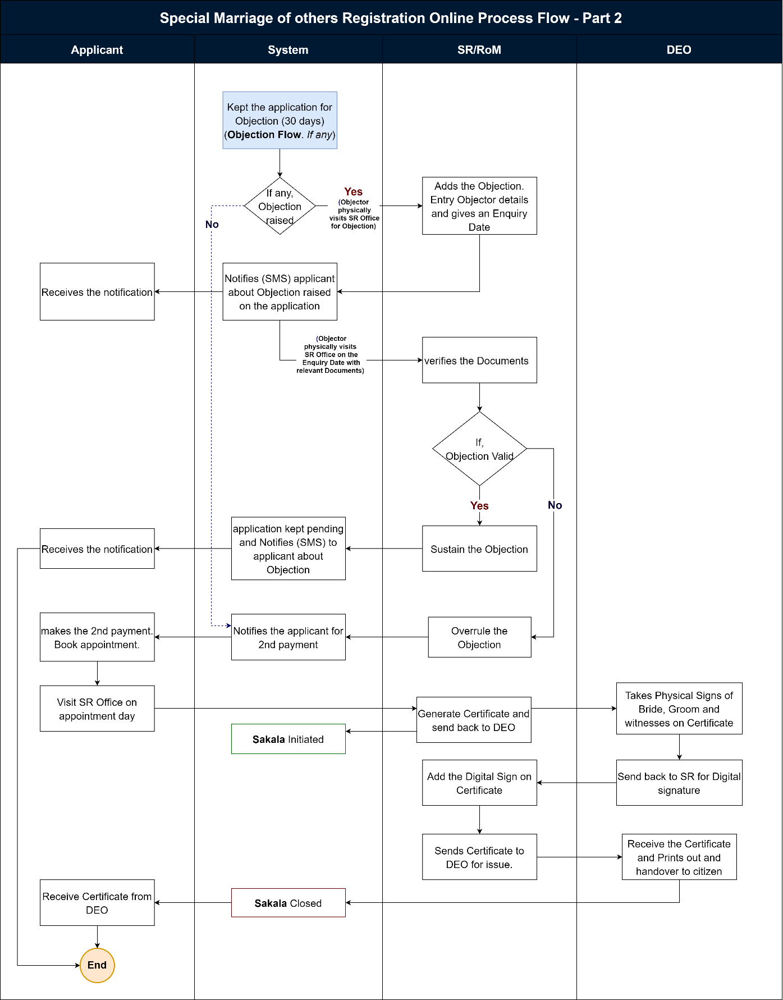 Special Marriage of others Registration Online Process Flow - Part 2
Applicant
System
SR/RoM
DEO
Kept the application for
Objection (30 days)
(Objection Flow. If any)
If any,
Objection
raised
Yes
(Objector
physically
visits SR Office
for Objection)
No
Adds the Objection.
Entry Objector details
and gives an Enquiry
Date
Receives the notification
Notifies (SMS) applicant
about Objection raised
on the application
(Objector
physically visits
SR Office on the
Enquiry Date with
relevant Documents)
verifies the Documents
If,
Objection Valid
Yes
No
Receives the notification
application kept pending
and Notifies (SMS) to
applicant about
Objection
Sustain the Objection
makes the 2nd payment.
Book appointment.
Notifies the applicant for
2nd payment
Overrule the
Objection
Visit SR Office on
appointment day
Generate Certificate and
send back to DEO
Takes Physical Signs of
Bride, Groom and
witnesses on Certificate
Sakala Initiated
Add the Digital Sign on
Certificate
Send back to SR for Digital
signature
Sends Certificate to
DEO for issue.
Receive the Certificate
and Prints out and
handover to citizen
Receive Certificate from
DEO
Sakala Closed
End